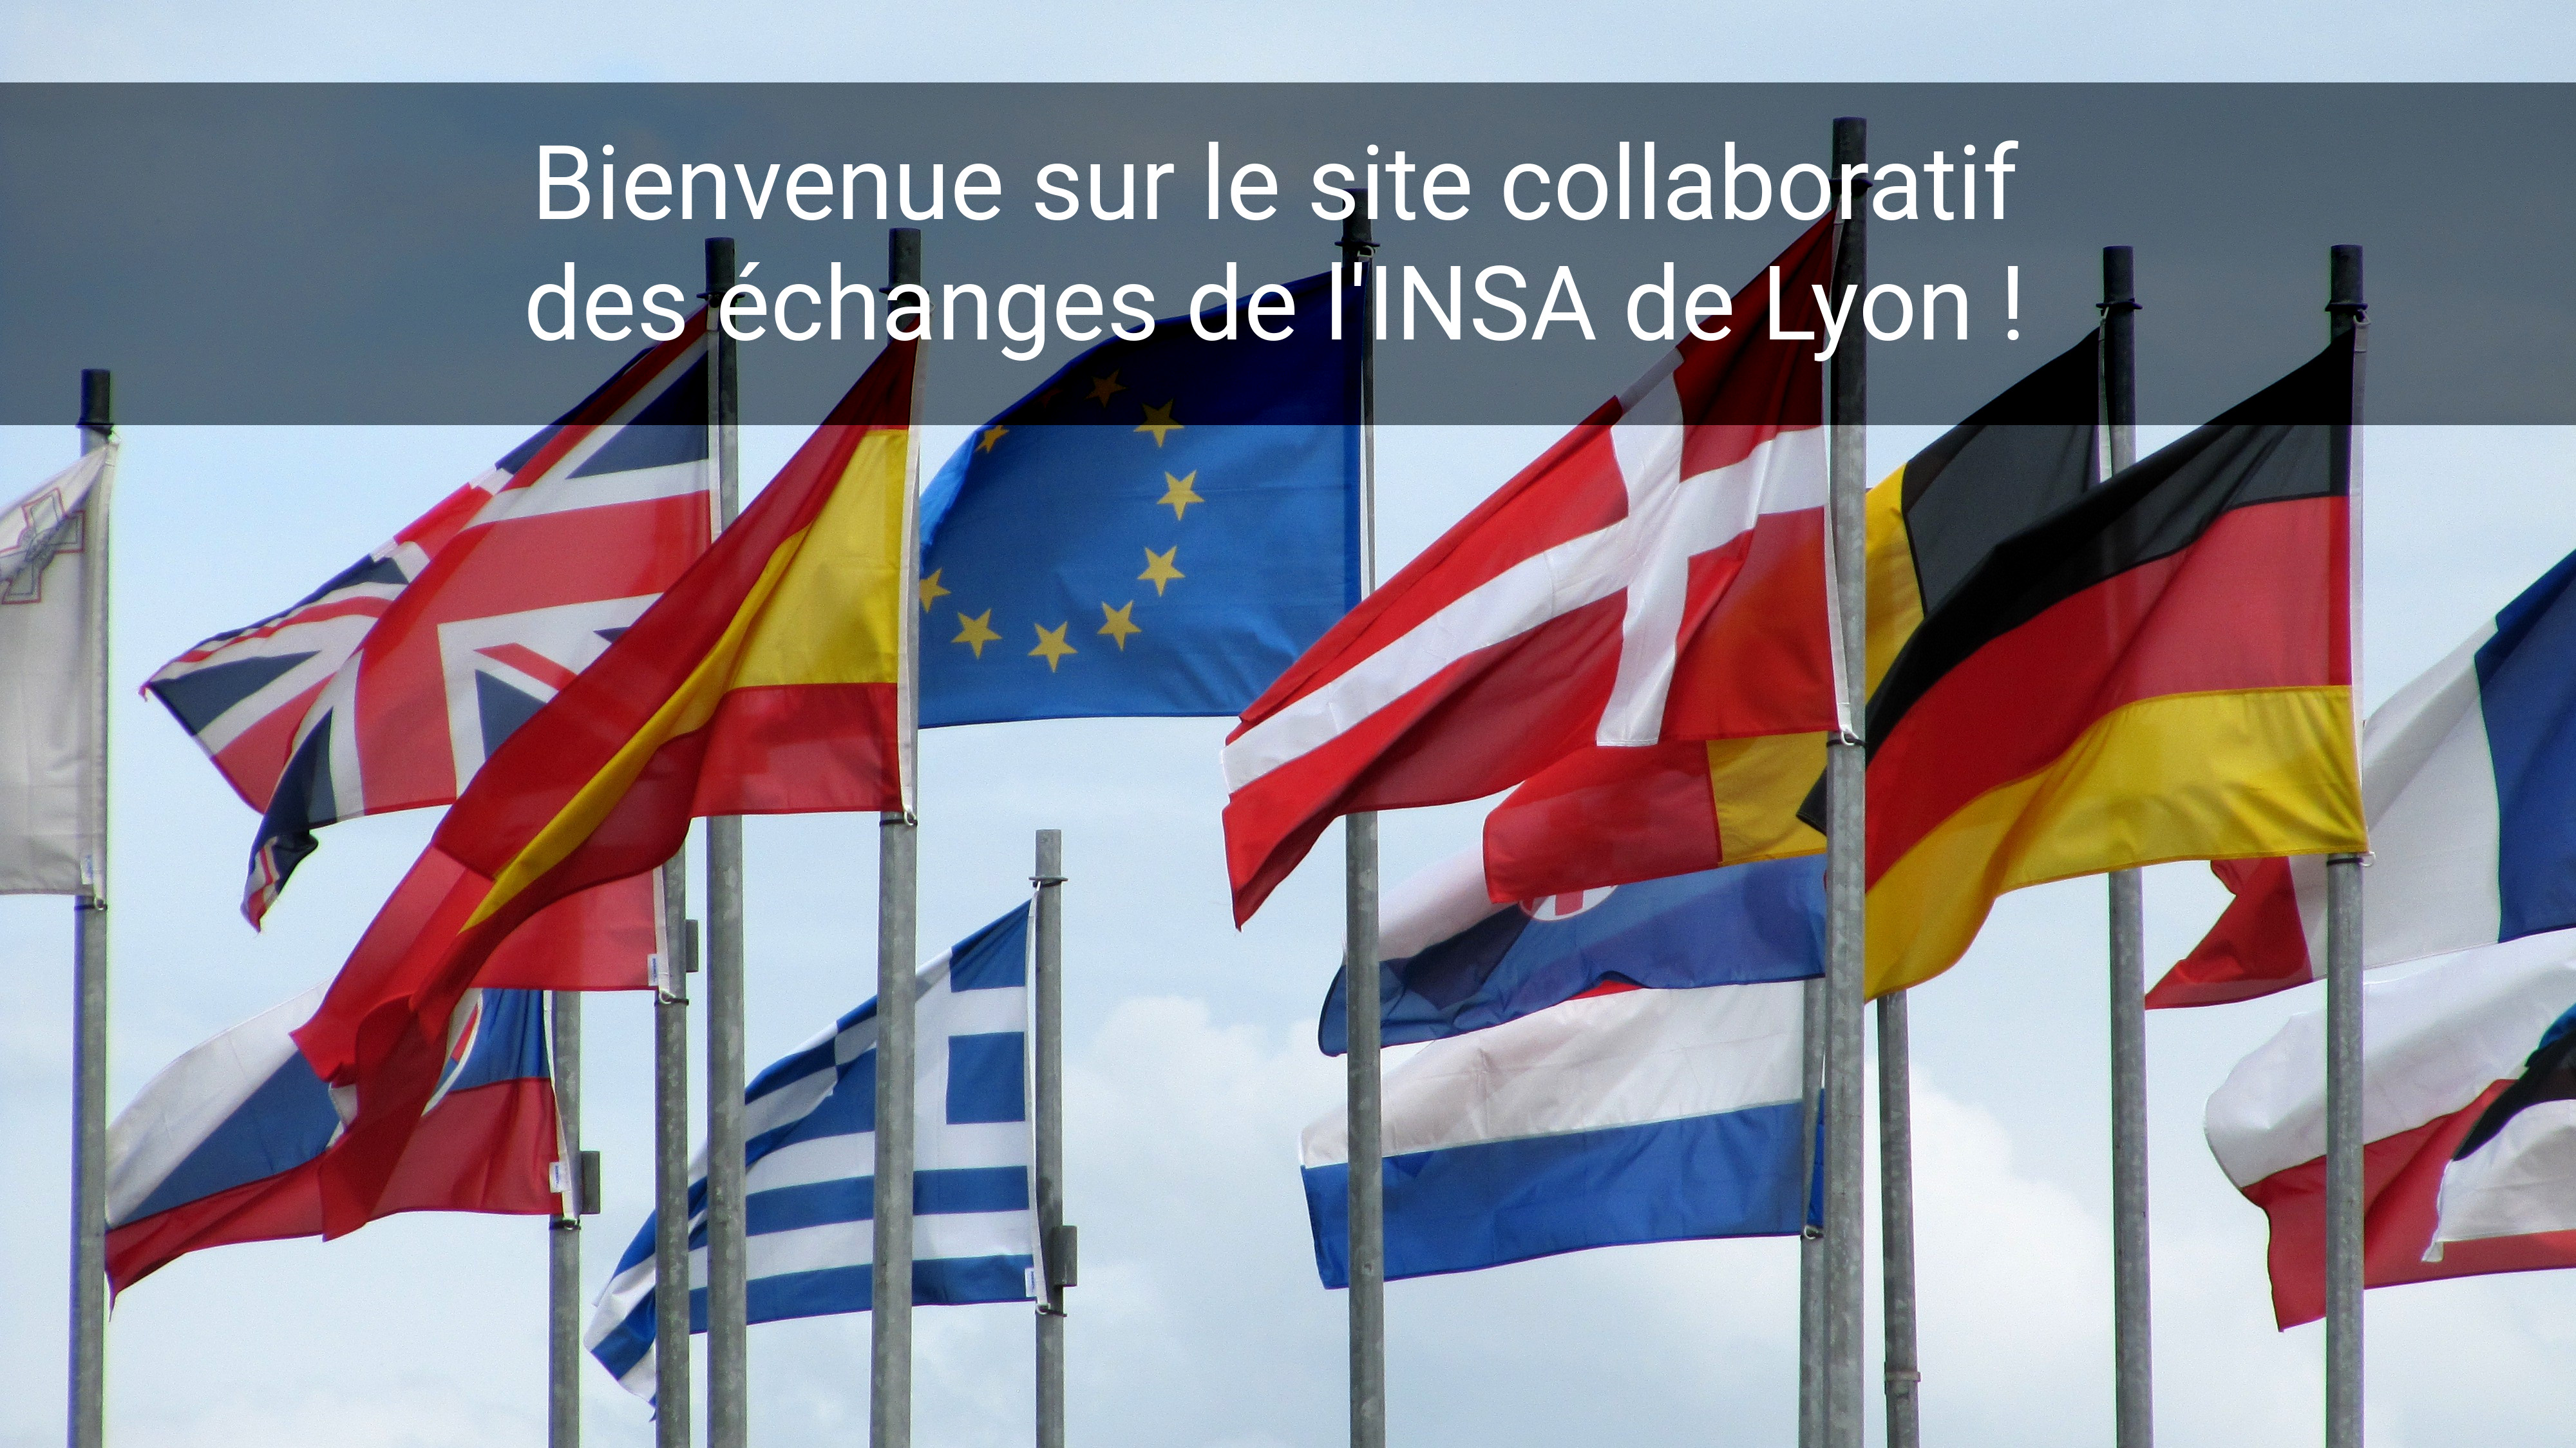 Bienvenue sur le site collaboratif
des échanges de l'INSA de Lyon !